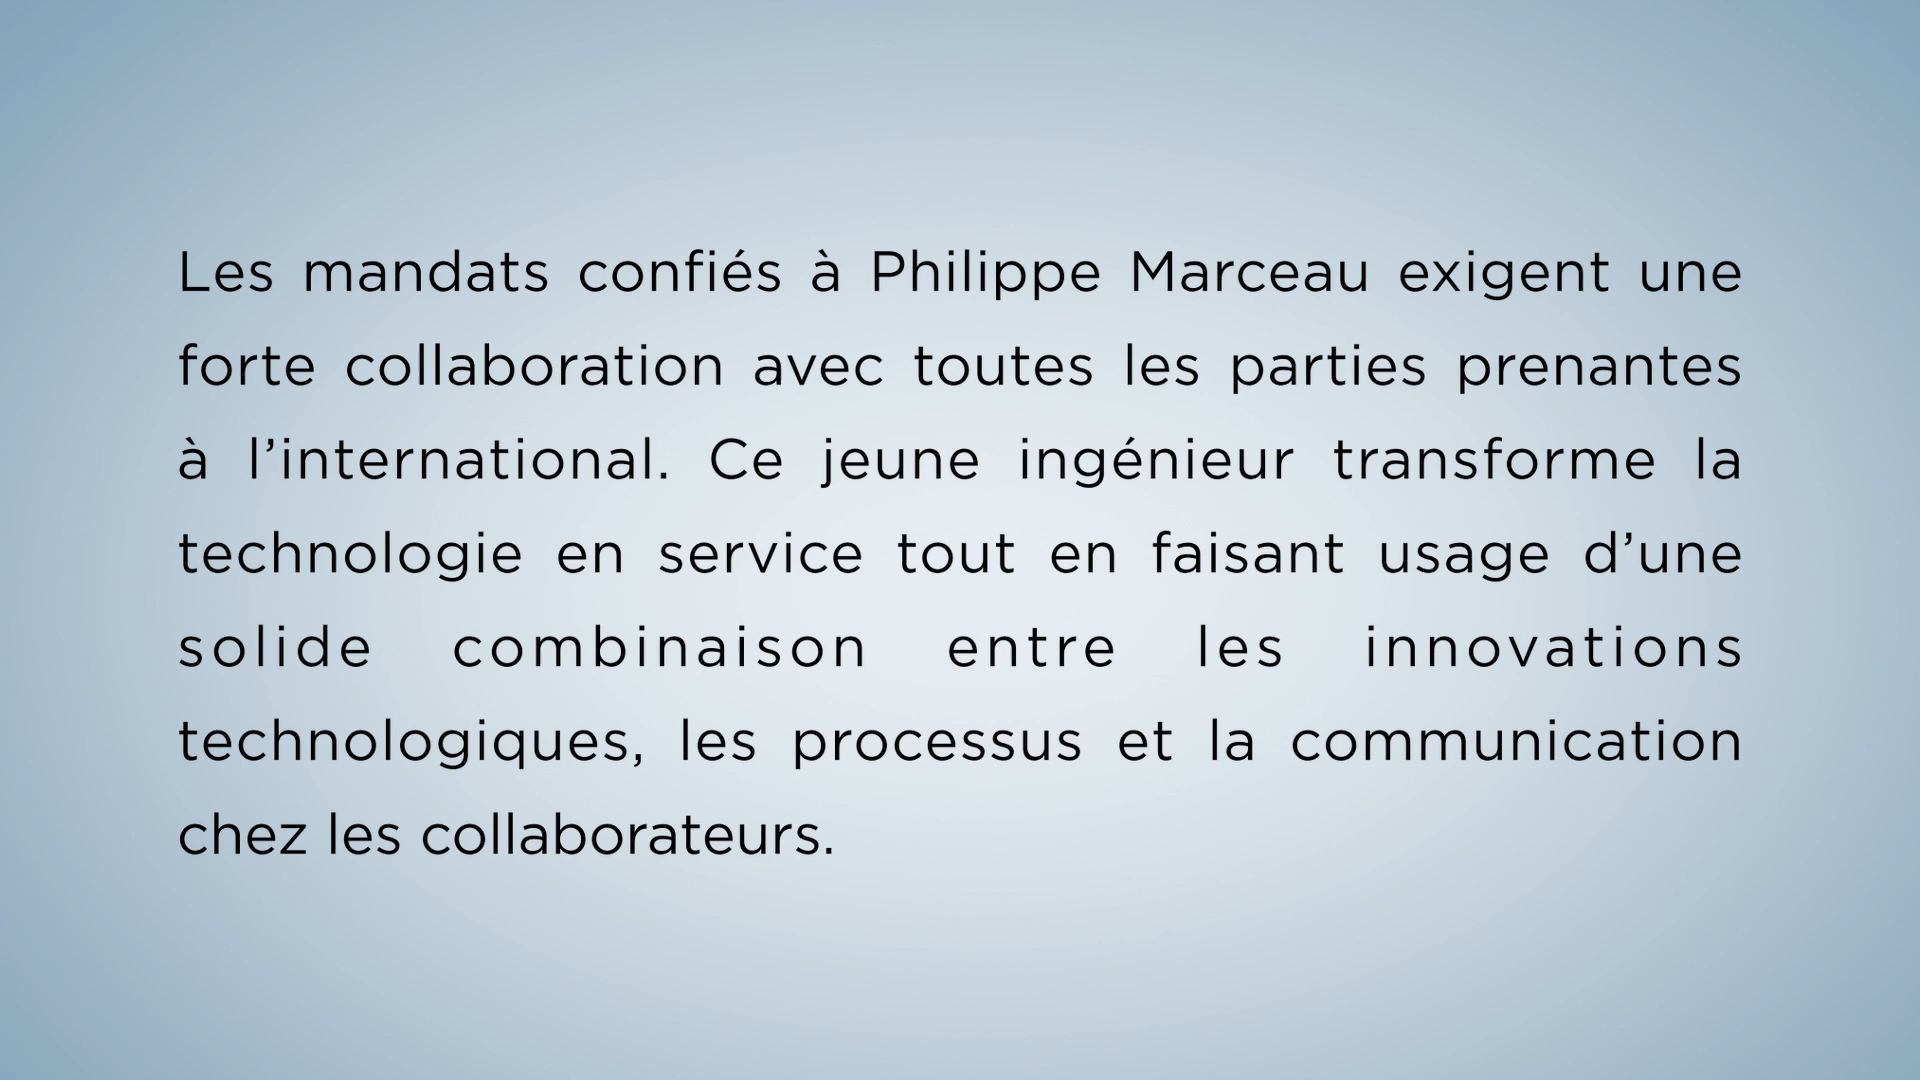 Les mandats confiés à Philippe Marceau exigent une
forte collaboration avec toutes les parties prenantes
à l’international. Ce jeune ingénieur transforme la
technologie en service tout en faisant usage d’une
solide combinaison entre les innovations
technologiques, les processus et la communication
chez les collaborateurs.